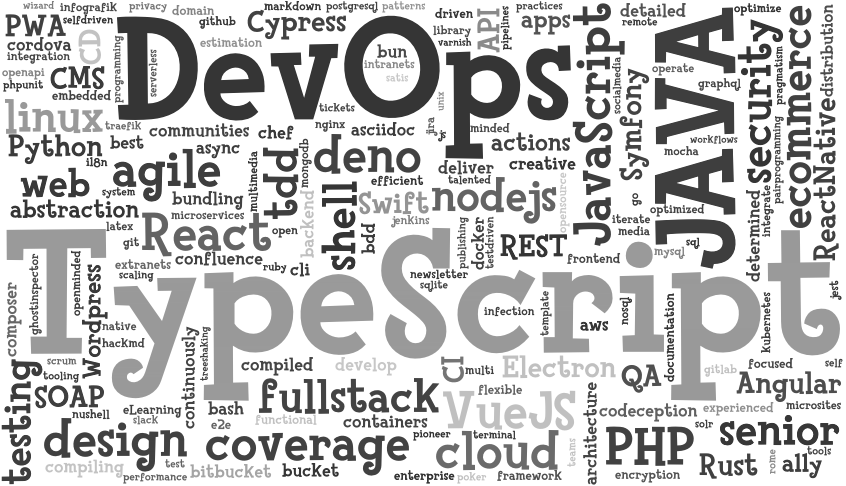 wizard
infografik
privacy
domain
markdown
postgresql
patterns
driven
practices
detailed
optimize
PWA
selfdriven
github
Cypress
library
API
apps
remote
cordova
CD
DevOps
bun
varnish
pipelines
JavaScript
JAVA
integration
programming
serverless
estimation
intranets
satis
operate
Security
ecommerce
distribution
openapi
CMS
socialmedia
graphql
pragmatism
phpunit
embedded
unix
Symfony
linux
traefik
tickets
nginx
asciidoc
jira
js
minded
actions
workflows
pairprogramming
ReactNative
Python
best
communities
chef
mocha
il8n
async
tdd
mongodb
deno
deliver
creative
web
agile
multimedia
efficient
talented
system
bundling
shell
Swift
nodejs
opensource
go
optimized
integrate
abstraction
microservices
backend
jenkins
iterate
media
determined
latex
git
React
open
bdd
publishing
docker
testdriven
REST
sql
mysql
TypeScript
confluence
frontend
ghostinspector
openminded
extranets
scaling
ruby
cli
newsletter
sqlite
jest
composer
Wordpress
native
infection
template
aws
nosql
documentation
kubernetes
hackMd
continuously
treeshaking
testing
scrum
tooling
compiled
develop
CI
multi
Electron
QA
gitlab
focused
self
SOAP
fullstack
flexible
Angular
nushell
eLearning
slack
bash
e2e
functional
containers
VueJS
architecture
codeception
experienced
microsites
design
coverage
pioneer
terminal
cloud
teams
PHP
solr
senior
compiling
test
performance
bitbucket
bucket
enterprise
poker
framework
encryption
Rust
rome
tools
ally